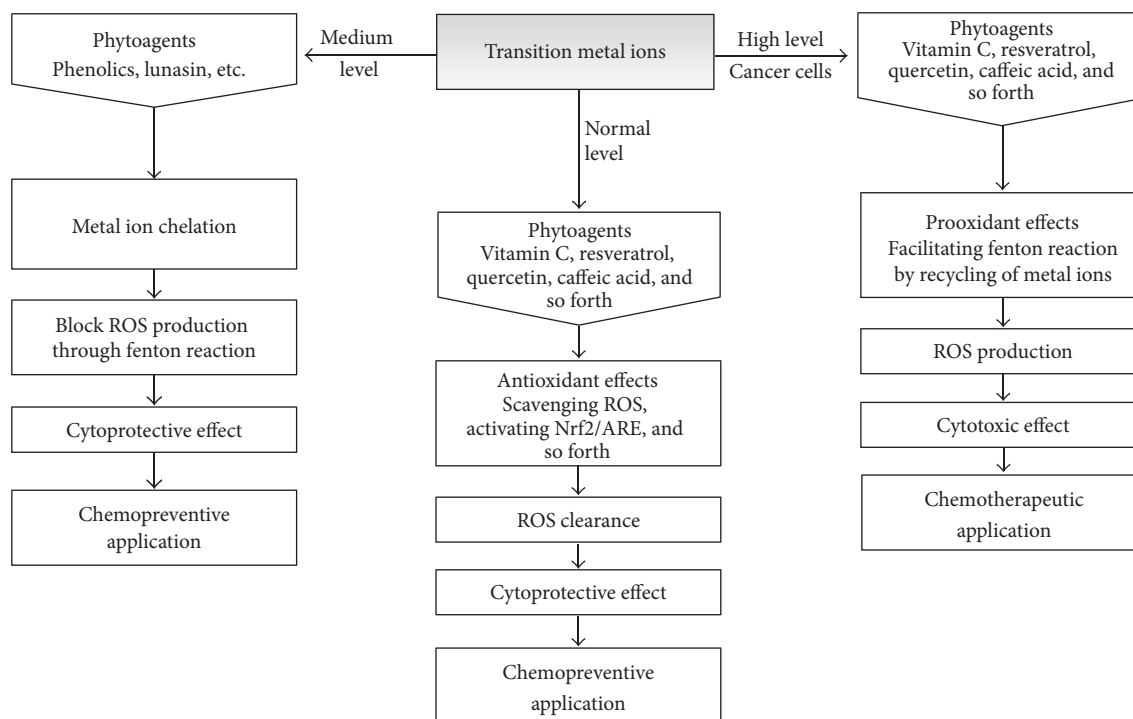 Transition metal ions
Medium
level
Phytoagents
Phenolics, lunasin, etc.
Metal ion chelation
Block ROS production
through fenton reaction
Cytoprotective effect
Chemopreventive
application
Normal
level
Phytoagents
Vitamin C, resveratrol,
quercetin, caffeic acid, and
so forth
Antioxidant effects
Scavenging ROS,
activating Nrf2/ARE, and
so forth
ROS clearance
Cytoprotective effect
Chemopreventive
application
High level
Cancer cells
Phytoagents
Vitamin C, resveratrol,
quercetin, caffeic acid, and
so forth
Prooxidant effects
Facilitating fenton reaction
by recycling of metal ions
ROS production
Cytotoxic effect
Chemotherapeutic
application